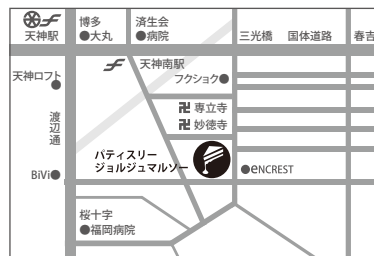 天神駅
博多
●大丸
済生会
●病院
三光橋
国体道路
春吉
天神ロフト
●
天神南駅
フクショク●
卍 専立寺
卍 妙徳寺
渡辺通
パティスリー
ジョルジュマルソー
BiVi●
●eNCREST
桜十字
●福岡病院